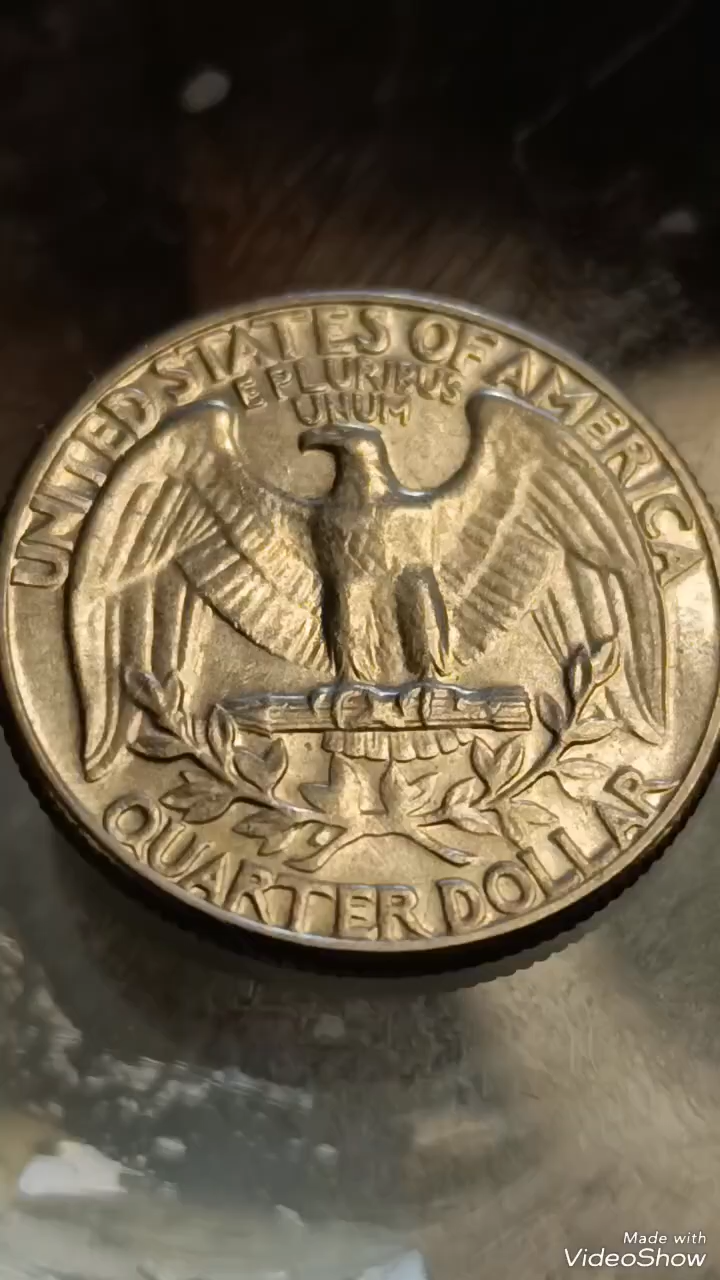 UNITED STATES OF AMERICA
E PLURIBUS
UNUM
QUARTER DOLLAR
Made with
VideoShow